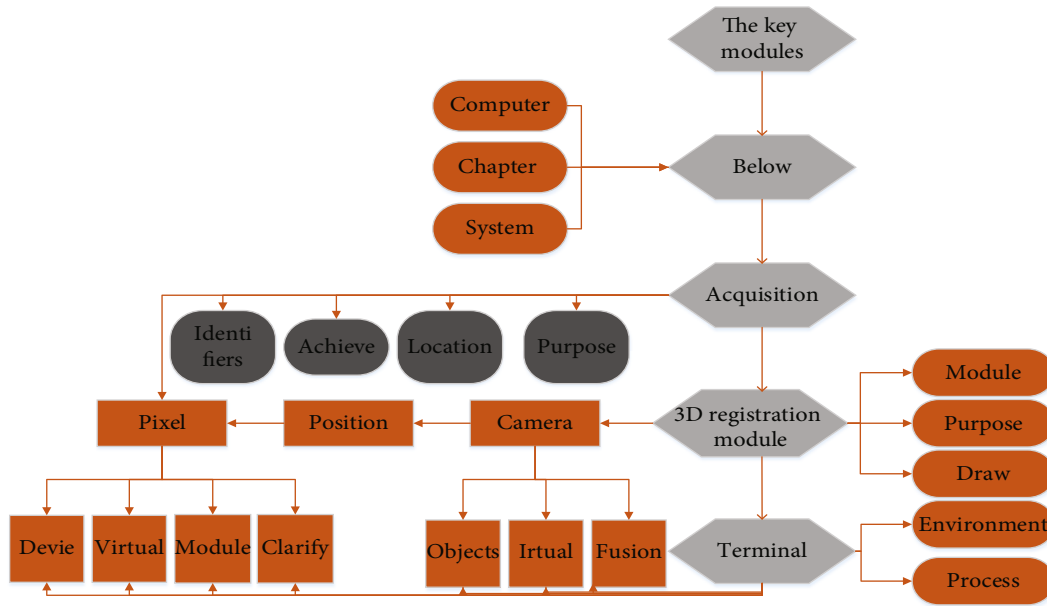 The key
modules
Computer
Chapter
Below
System
Acquisition
Identi
fiers
Achieve
Location
Purpose
Module
Pixel
Position
Camera
3D registration
module
Purpose
Draw
Devie
Virtual
Module
Clarify
Objects
Irtual
Fusion
Terminal
Environment
Process